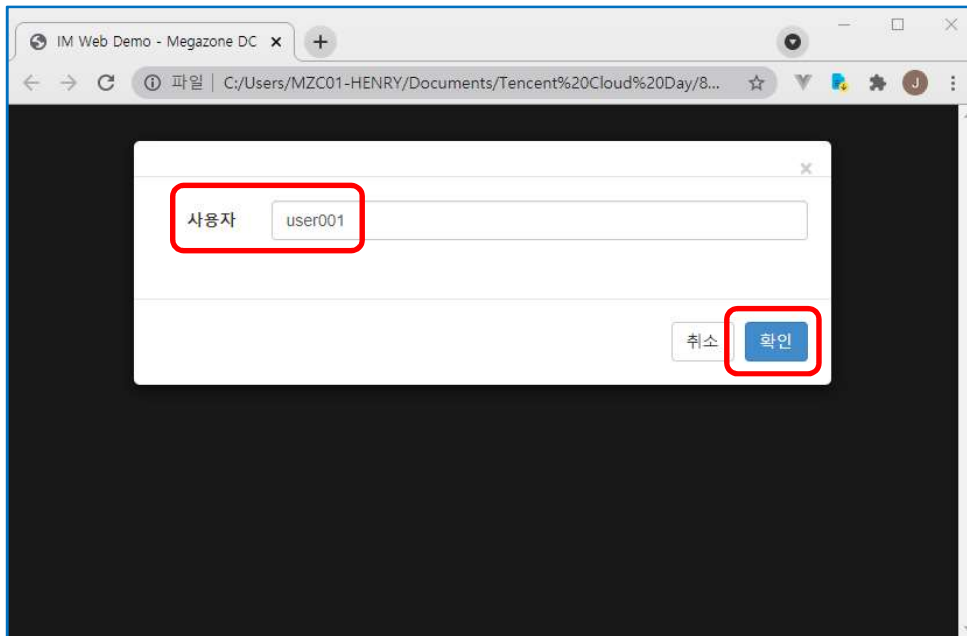 IM Web Demo - Megazone DC
파일 | C:/Users/MZC01-HENRY/Documents/Tencent%20Cloud%20Day/8...
J
사용자 user001
취소 확인